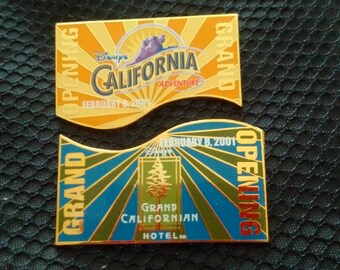 OPENING
Disney's
CALIFORNIA
ADVENTURE
GRAND
FEBRUARY 8, 2001
GRAND
FEBRUARY 8, 2001
GRAND
CALIFORNIAN
HOTEL
OPENING